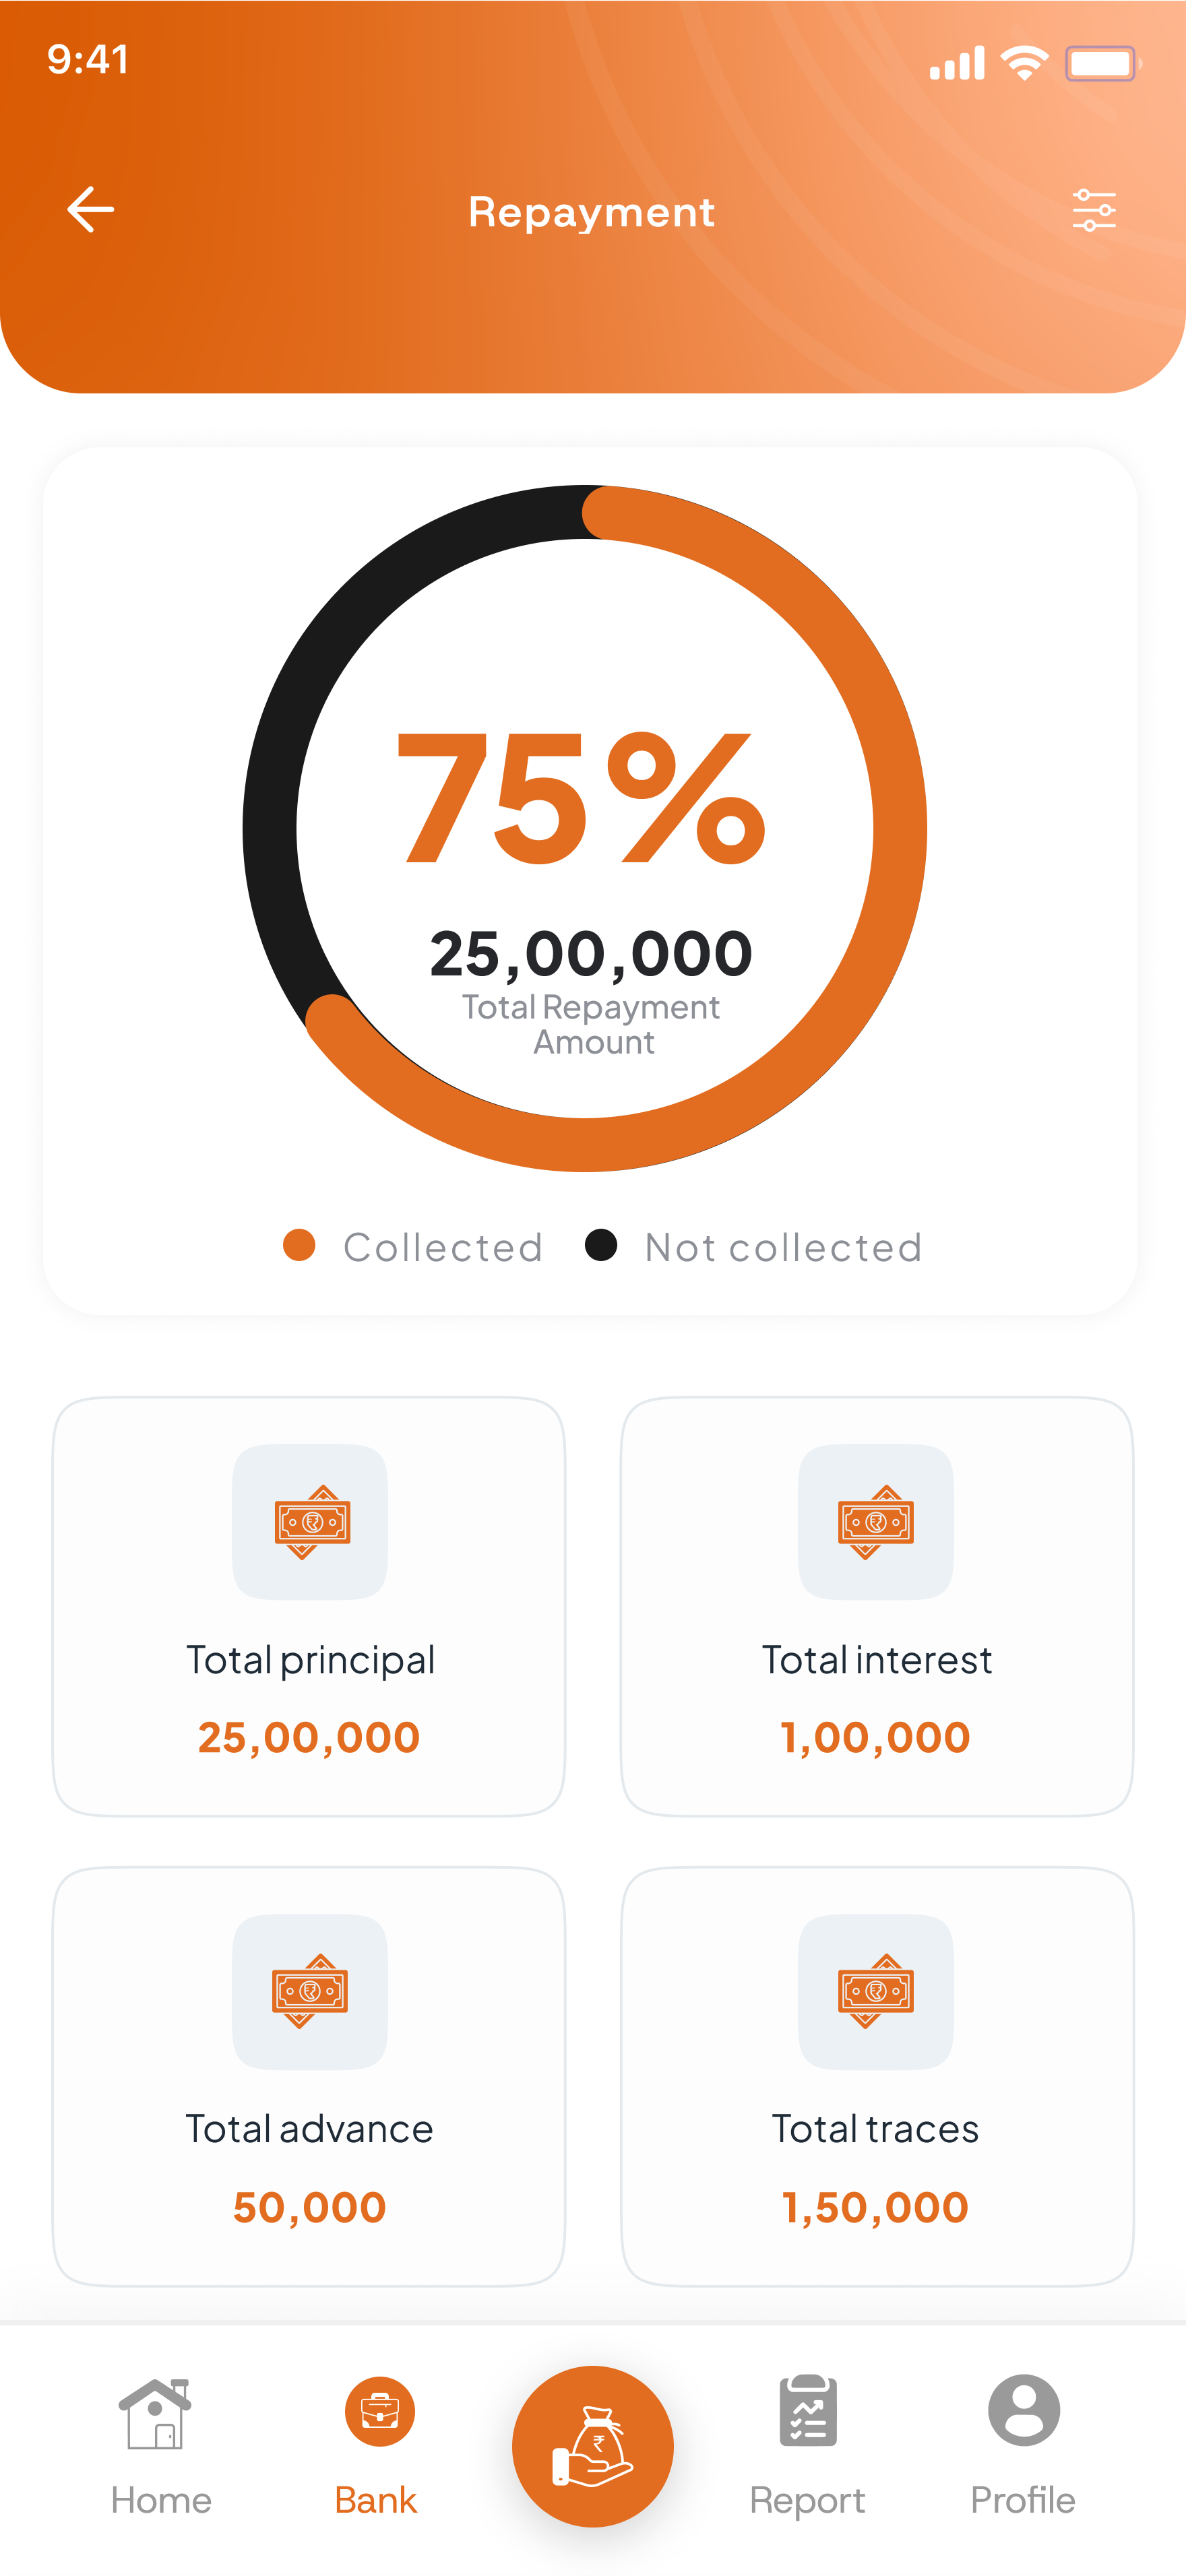 9:41
Repayment
75%
25,00,000
Total Repayment
Amount
Collected
Not collected
Total principal
25,00,000
Total interest
1,00,000
Total advance
50,000
Total traces
1,50,000
₹
Home
Bank
Report
Profile